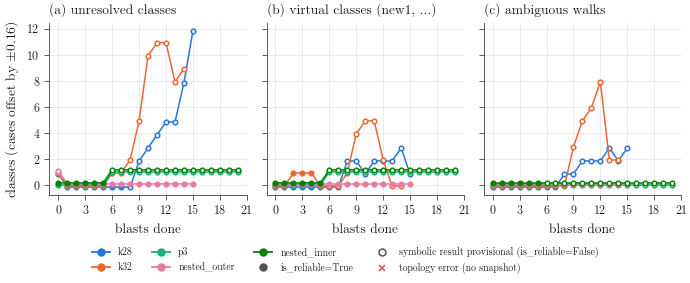 (a) unresolved classes
(b) virtual classes (new1, ...)
(c) ambiguous walks
classes (cases offset by ±0.16)
12
10
8
6
4
2
0
0 3 6 9 12 15 18 21
0 3 6 9 12 15 18 21
0 3 6 9 12 15 18 21
blasts done
blasts done
blasts done
k28
k32
p3
nested_outer
nested_inner
is_reliable=True
symbolic result provisional (is_reliable=False)
topology error (no snapshot)